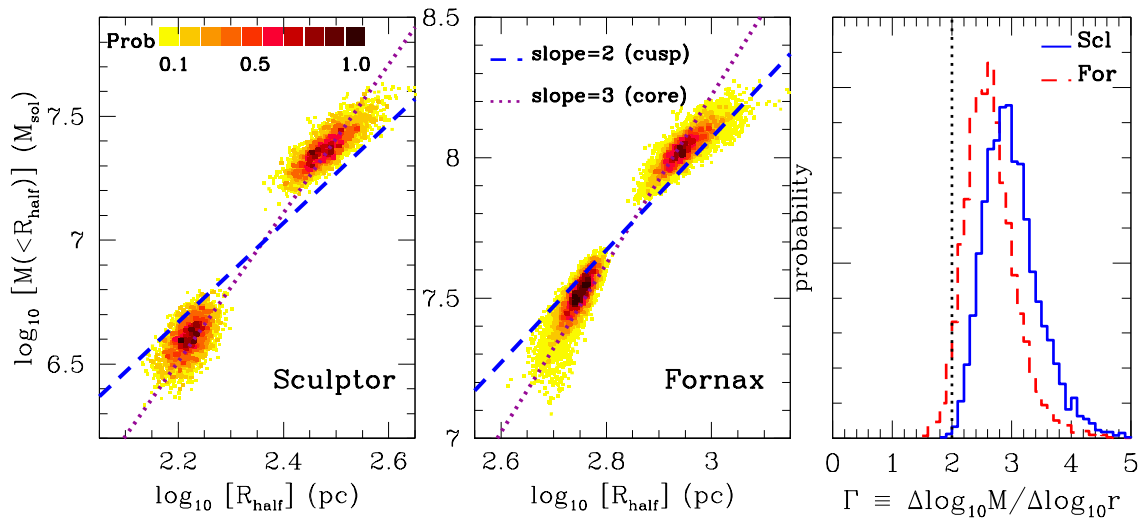 Prob
0.1 0.5 1.0
7.5
7
6.5
log₁₀ [M(<R_half)] (M_sol)
Sculptor
2.2 2.4 2.6
log₁₀ [R_half] (pc)
8.5
8
7.5
7
slope=2 (cusp)
slope=3 (core)
Fornax
2.6 2.8 3
log₁₀ [R_half] (pc)
probability
Scl
For
0 1 2 3 4 5
Γ ≡ Δlog₁₀M/Δlog₁₀r